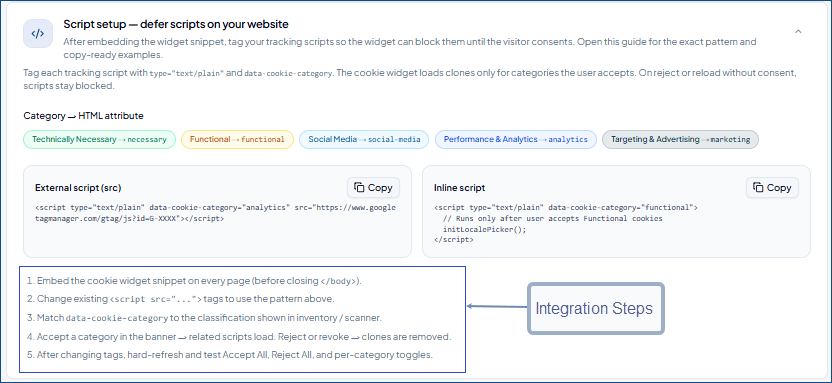 </>
Script setup — defer scripts on your website
After embedding the widget snippet, tag your tracking scripts so the widget can block them until the visitor consents. Open this guide for the exact pattern and
copy-ready examples.
Tag each tracking script with type="text/plain" and data-cookie-category. The cookie widget loads clones only for categories the user accepts. On reject or reload without consent,
scripts stay blocked.
Category → HTML attribute
Technically Necessary → necessary
Functional → functional
Social Media → social-media
Performance & Analytics → analytics
Targeting & Advertising → marketing
External script (src)
Copy
<script type="text/plain" data-cookie-category="analytics" src="https://www.google
tagmanager.com/gtag/js?id=G-XXXX"></script>
Inline script
Copy
<script type="text/plain" data-cookie-category="functional">
// Runs only after user accepts Functional cookies
initLocalePicker();
</script>
1. Embed the cookie widget snippet on every page (before closing </body>).
2. Change existing <script src="..."> tags to use the pattern above.
3. Match data-cookie-category to the classification shown in inventory / scanner.
4. Accept a category in the banner → related scripts load. Reject or revoke → clones are removed.
5. After changing tags, hard-refresh and test Accept All, Reject All, and per-category toggles.
Integration Steps